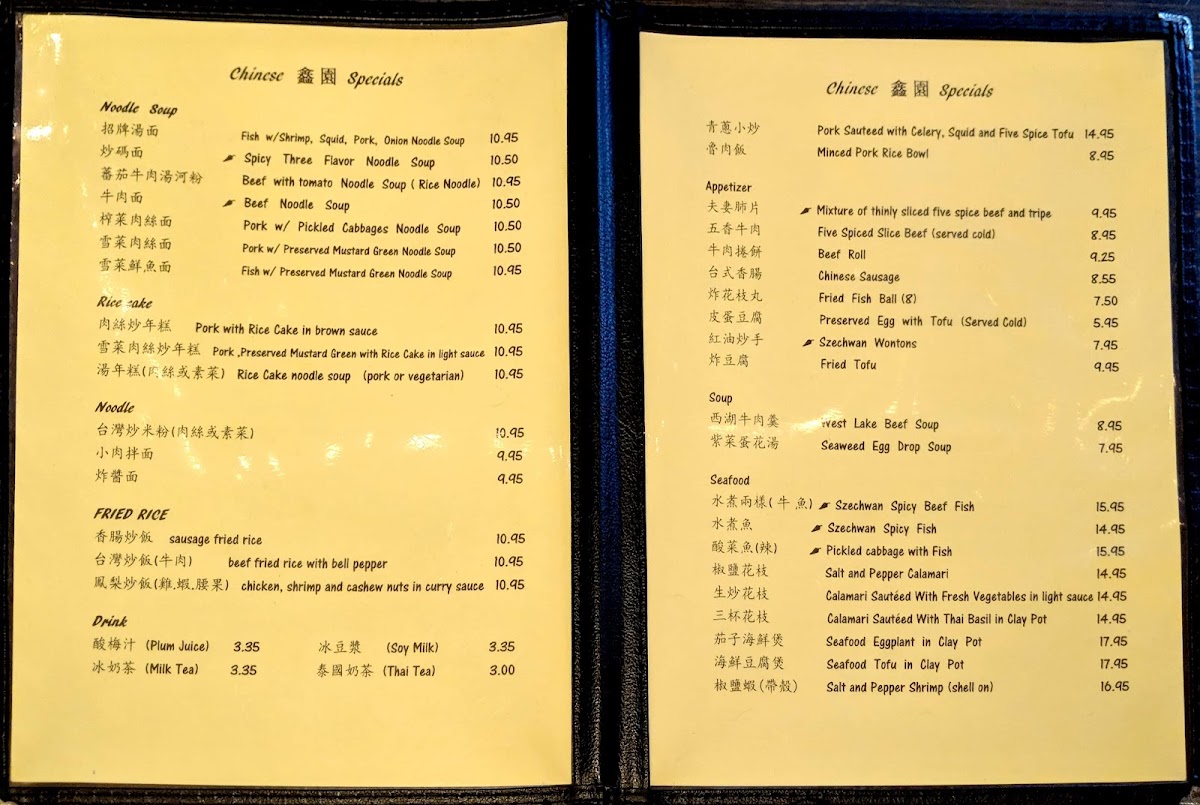 Chinese 鑫園 Specials
Noodle Soup
招牌湯面 Fish w/Shrimp, Squid, Pork, Onion Noodle Soup 10.95
炒碼面 Spicy Three Flavor Noodle Soup 10.50
蕃茄牛肉湯河粉 Beef with tomato Noodle Soup ( Rice Noodle) 10.95
牛肉面 Beef Noodle Soup 10.50
榨菜肉絲面 Pork w/ Pickled Cabbages Noodle Soup 10.50
雪菜肉絲面 Pork w/ Preserved Mustard Green Noodle Soup 10.50
雪菜鮮魚面 Fish w/ Preserved Mustard Green Noodle Soup 10.95
Rice cake
肉絲炒年糕 Pork with Rice Cake in brown sauce 10.95
雪菜肉絲炒年糕 Pork ,Preserved Mustard Green with Rice Cake in light sauce 10.95
湯年糕(肉絲或素菜) Rice Cake noodle soup (pork or vegetarian) 10.95
Noodle
台灣炒米粉(肉絲或素菜) 10.95
小肉拌面 9.95
炸醬面 9.95
FRIED RICE
香腸炒飯 sausage fried rice 10.95
台灣炒飯(牛肉) beef fried rice with bell pepper 10.95
鳳梨炒飯(雞,蝦,腰果) chicken, shrimp and cashew nuts in curry sauce 10.95
Drink
酸梅汁 (Plum Juice) 3.35 冰豆漿 (Soy Milk) 3.35
冰奶茶 (Milk Tea) 3.35 泰國奶茶 (Thai Tea) 3.00
Chinese 鑫園 Specials
青蔥小炒 Pork Sauteed with Celery, Squid and Five Spice Tofu 14.95
魯肉飯 Minced Pork Rice Bowl 8.95
Appetizer
夫妻肺片 Mixture of thinly sliced five spice beef and tripe 9.95
五香牛肉 Five Spiced Slice Beef (served cold) 8.95
牛肉捲餅 Beef Roll 9.25
台式香腸 Chinese Sausage 8.55
炸花枝丸 Fried Fish Ball (8) 7.50
皮蛋豆腐 Preserved Egg with Tofu (Served Cold) 5.95
紅油炒手 Szechwan Wontons 7.95
炸豆腐 Fried Tofu 9.95
Soup
西湖牛肉羹 West Lake Beef Soup 8.95
紫菜蛋花湯 Seaweed Egg Drop Soup 7.95
Seafood
水煮兩樣(牛,魚) Szechwan Spicy Beef Fish 15.95
水煮魚 Szechwan Spicy Fish 14.95
酸菜魚(辣) Pickled cabbage with Fish 15.95
椒鹽花枝 Salt and Pepper Calamari 14.95
生炒花枝 Calamari Sautéed With Fresh Vegetables in light sauce 14.95
三杯花枝 Calamari Sautéed With Thai Basil in Clay Pot 14.95
茄子海鮮煲 Seafood Eggplant in Clay Pot 17.95
海鮮豆腐煲 Seafood Tofu in Clay Pot 17.95
椒鹽蝦(帶殼) Salt and Pepper Shrimp (shell on) 16.95